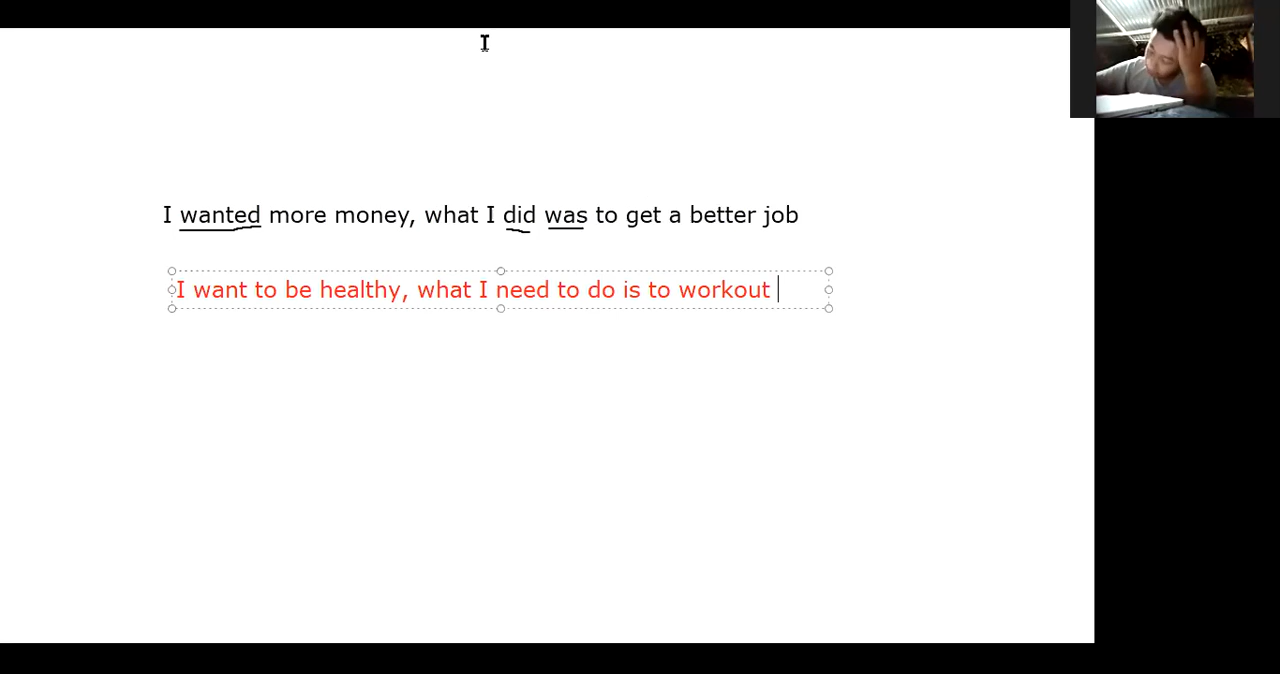 I wanted more money, what I did was to get a better job
I want to be healthy, what I need to do is to workout